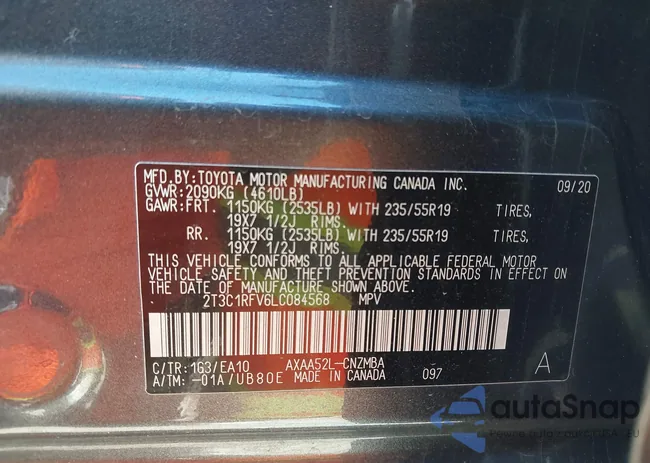 MFD.BY:TOYOTA MOTOR MANUFACTURING CANADA INC. 09/20
GVWR:2090KG (4610LB)
GAWR:FRT. 1150KG (2535LB) WITH 235/55R19 TIRES,
19X7 1/2J RIMS.
RR. 1150KG (2535LB) WITH 235/55R19 TIRES,
19X7 1/2J RIMS.
THIS VEHICLE CONFORMS TO ALL APPLICABLE FEDERAL MOTOR
VEHICLE SAFETY AND THEFT PREVENTION STANDARDS IN EFFECT ON
THE DATE OF MANUFACTURE SHOWN ABOVE.
2T3C1RFV6LC084568 MPV
C/TR:1G3/EA10 AXAA52L-CNZMBA A
A/TM:-01A/UB80E MADE IN CANADA 097
autaSnap